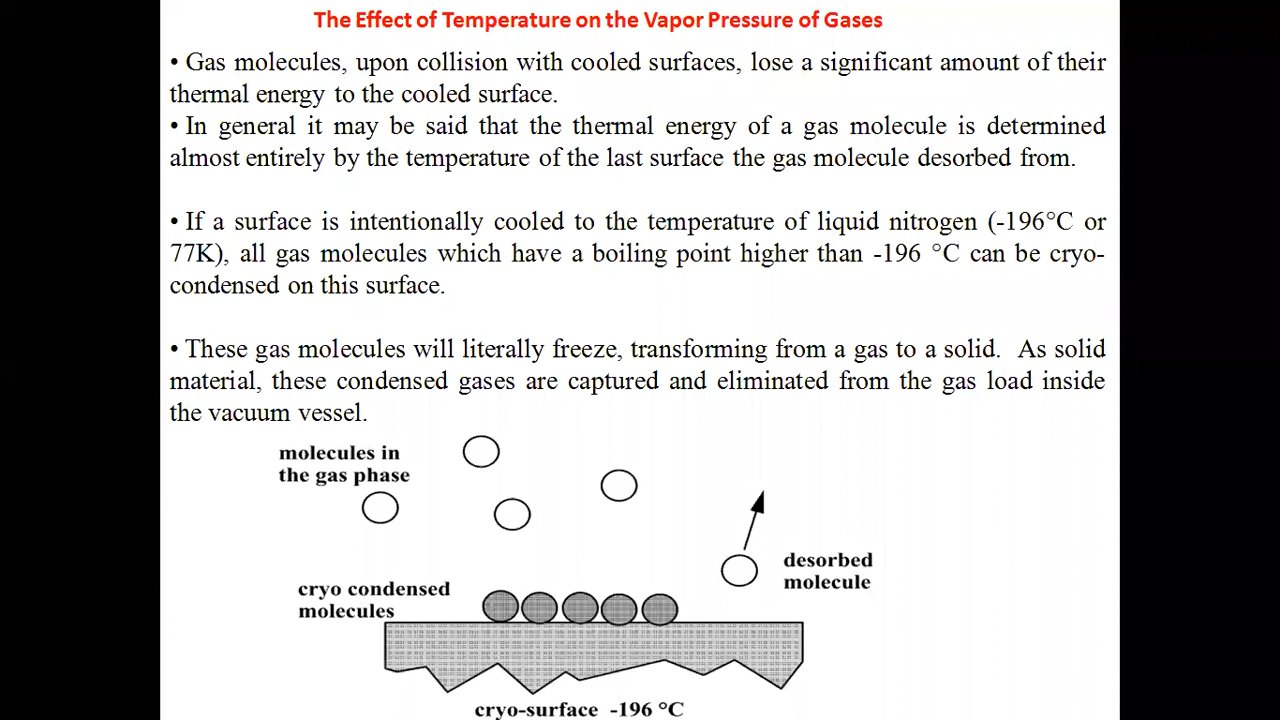 The Effect of Temperature on the Vapor Pressure of Gases
• Gas molecules, upon collision with cooled surfaces, lose a significant amount of their
thermal energy to the cooled surface.
• In general it may be said that the thermal energy of a gas molecule is determined
almost entirely by the temperature of the last surface the gas molecule desorbed from.
• If a surface is intentionally cooled to the temperature of liquid nitrogen (-196°C or
77K), all gas molecules which have a boiling point higher than -196 °C can be cryo-
condensed on this surface.
• These gas molecules will literally freeze, transforming from a gas to a solid. As solid
material, these condensed gases are captured and eliminated from the gas load inside
the vacuum vessel.
molecules in
the gas phase
desorbed
molecule
cryo condensed
molecules
cryo-surface -196 °C